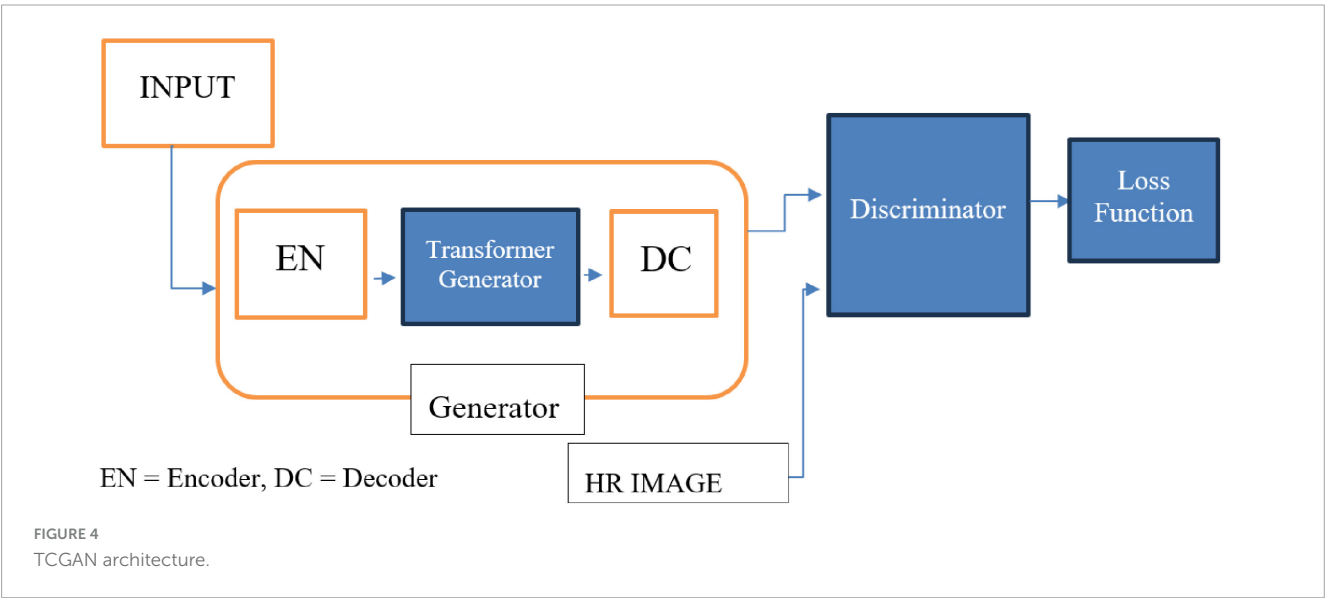 INPUT
EN
Transformer
Generator
DC
Generator
HR IMAGE
Discriminator
Loss
Function
EN = Encoder, DC = Decoder
FIGURE 4
TCGAN architecture.